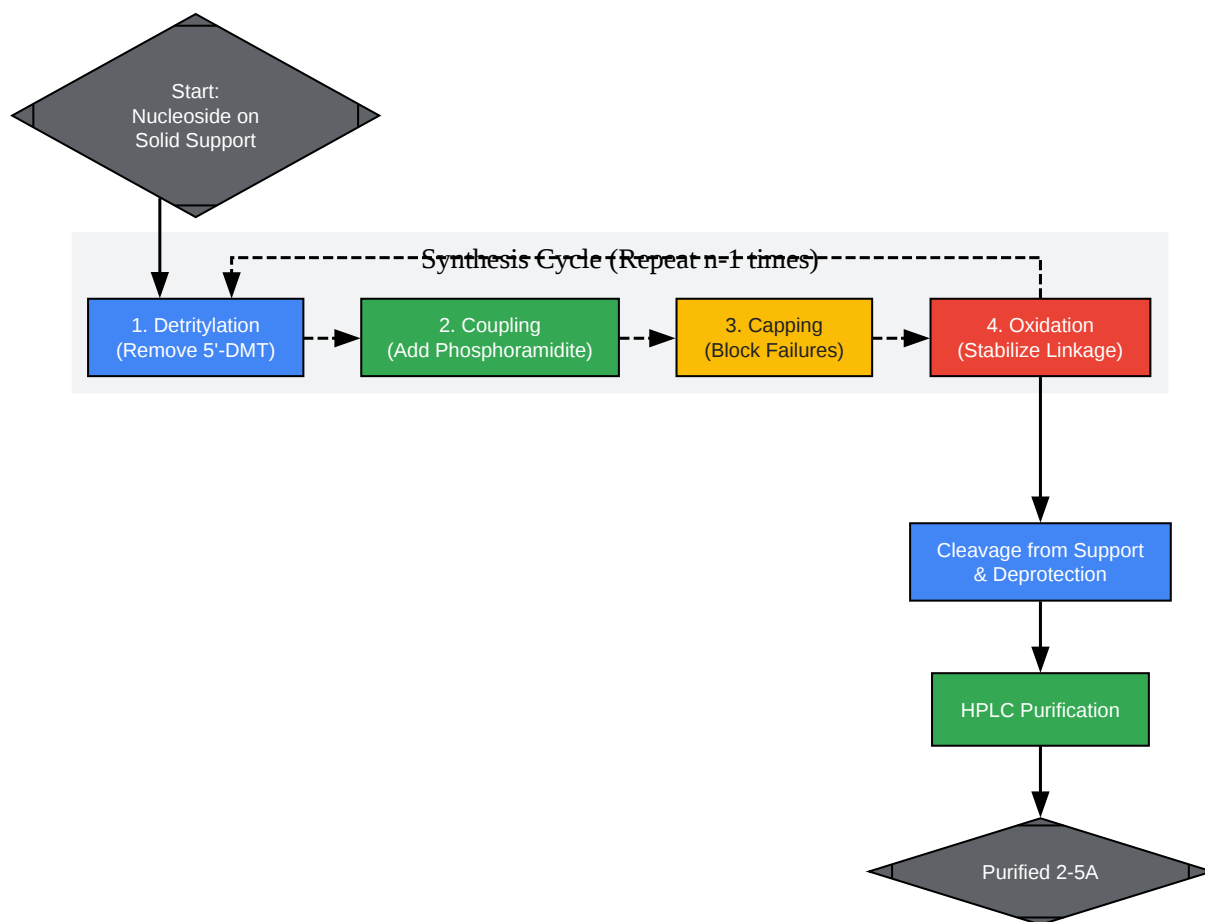 Start:
Nucleoside on
Solid Support
Synthesis Cycle (Repeat n-1 times)
1. Detritylation
(Remove 5'-DMT)
2. Coupling
(Add Phosphoramidite)
3. Capping
(Block Failures)
4. Oxidation
(Stabilize Linkage)
Cleavage from Support
& Deprotection
HPLC Purification
Purified 2-5A